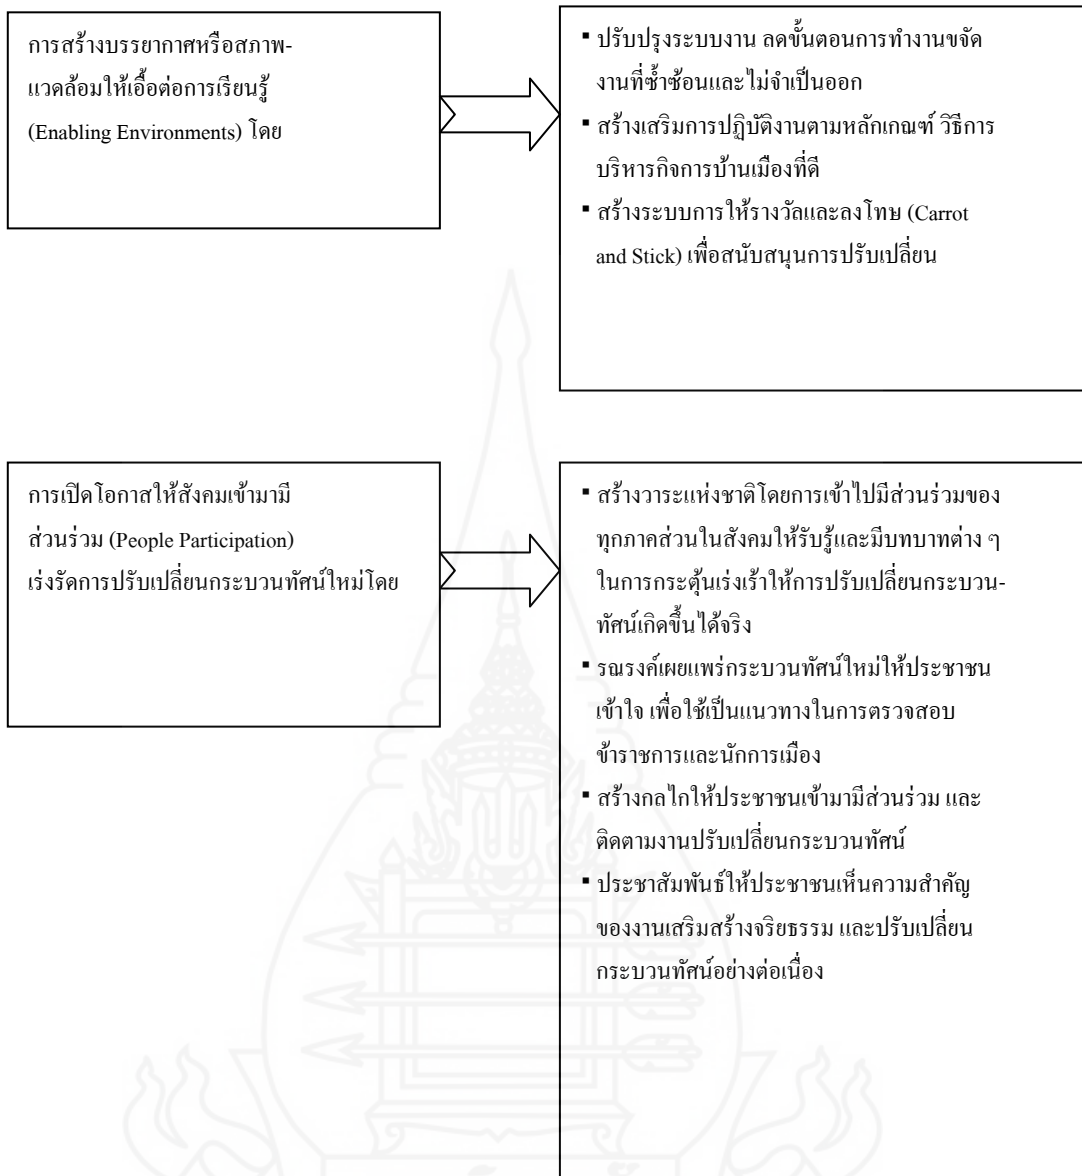 การสร้างบรรยากาศหรือสภาพ-
แวดล้อมให้เอื้อต่อการเรียนรู้
(Enabling Environments) โดย
▪ ปรับปรุงระบบงาน ลดขั้นตอนการทำงานขจัด
งานที่ซ้ำซ้อนและไม่จำเป็นออก
▪ สร้างเสริมการปฏิบัติงานตามหลักเกณฑ์ วิธีการ
บริหารกิจการบ้านเมืองที่ดี
▪ สร้างระบบการให้รางวัลและลงโทษ (Carrot
and Stick) เพื่อสนับสนุนการปรับเปลี่ยน
การเปิดโอกาสให้สังคมเข้ามามี
ส่วนร่วม (People Participation)
เร่งรัดการปรับเปลี่ยนกระบวนทัศน์ใหม่โดย
▪ สร้างวาระแห่งชาติโดยการเข้าไปมีส่วนร่วมของ
ทุกภาคส่วนในสังคมให้รับรู้และมีบทบาทต่าง ๆ
ในการกระตุ้นเร่งเร้าให้การปรับเปลี่ยนกระบวน-
ทัศน์เกิดขึ้นได้จริง
▪ รณรงค์เผยแพร่กระบวนทัศน์ใหม่ให้ประชาชน
เข้าใจ เพื่อใช้เป็นแนวทางในการตรวจสอบ
ข้าราชการและนักการเมือง
▪ สร้างกลไกให้ประชาชนเข้ามามีส่วนร่วม และ
ติดตามงานปรับเปลี่ยนกระบวนทัศน์
▪ ประชาสัมพันธ์ให้ประชาชนเห็นความสำคัญ
ของงานเสริมสร้างจริยธรรม และปรับเปลี่ยน
กระบวนทัศน์อย่างต่อเนื่อง